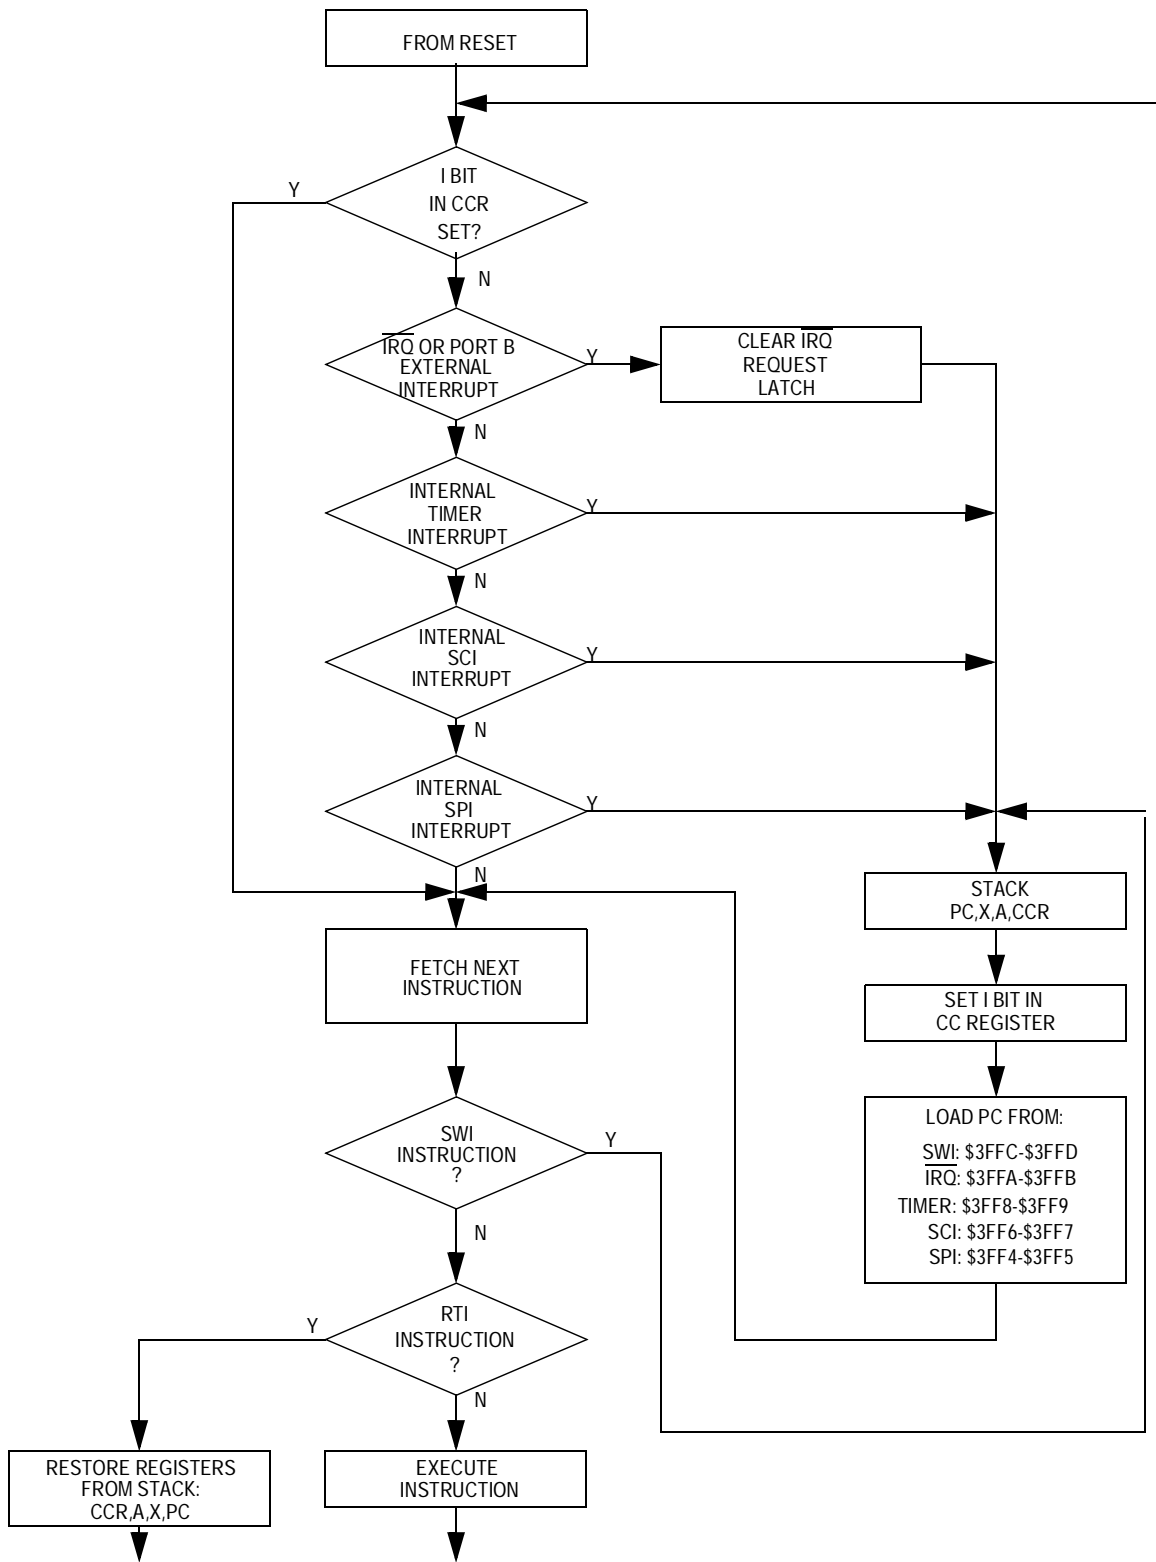 FROM RESET
I BIT
IN CCR
SET?
Y
N
IRQ OR PORT B
EXTERNAL
INTERRUPT
Y
CLEAR IRQ
REQUEST
LATCH
N
INTERNAL
TIMER
INTERRUPT
Y
N
INTERNAL
SCI
INTERRUPT
Y
N
INTERNAL
SPI
INTERRUPT
Y
N
STACK
PC,X,A,CCR
FETCH NEXT
INSTRUCTION
SET I BIT IN
CC REGISTER
LOAD PC FROM:
SWI: $3FFC-$3FFD
IRQ: $3FFA-$3FFB
TIMER: $3FF8-$3FF9
SCI: $3FF6-$3FF7
SPI: $3FF4-$3FF5
SWI
INSTRUCTION
?
Y
N
RTI
INSTRUCTION
?
Y
N
RESTORE REGISTERS
FROM STACK:
CCR,A,X,PC
EXECUTE
INSTRUCTION